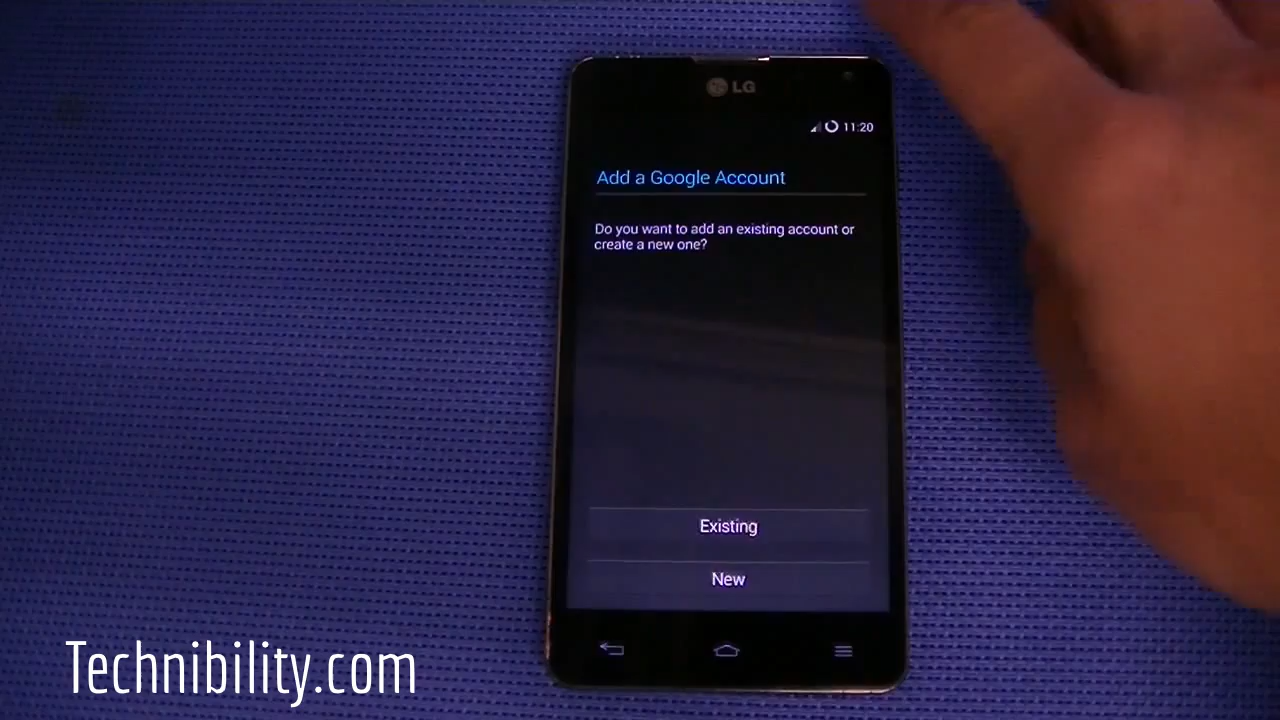 LG
11:20
Add a Google Account
Do you want to add an existing account or
create a new one?
Existing
New
Technibility.com